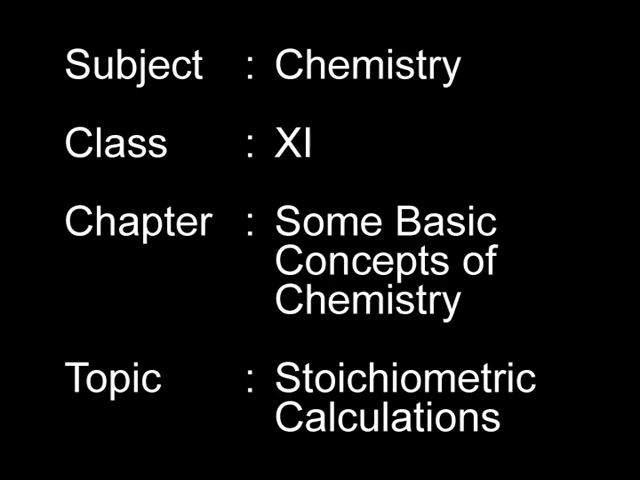 Subject : Chemistry
Class : XI
Chapter : Some Basic
Concepts of
Chemistry
Topic : Stoichiometric
Calculations